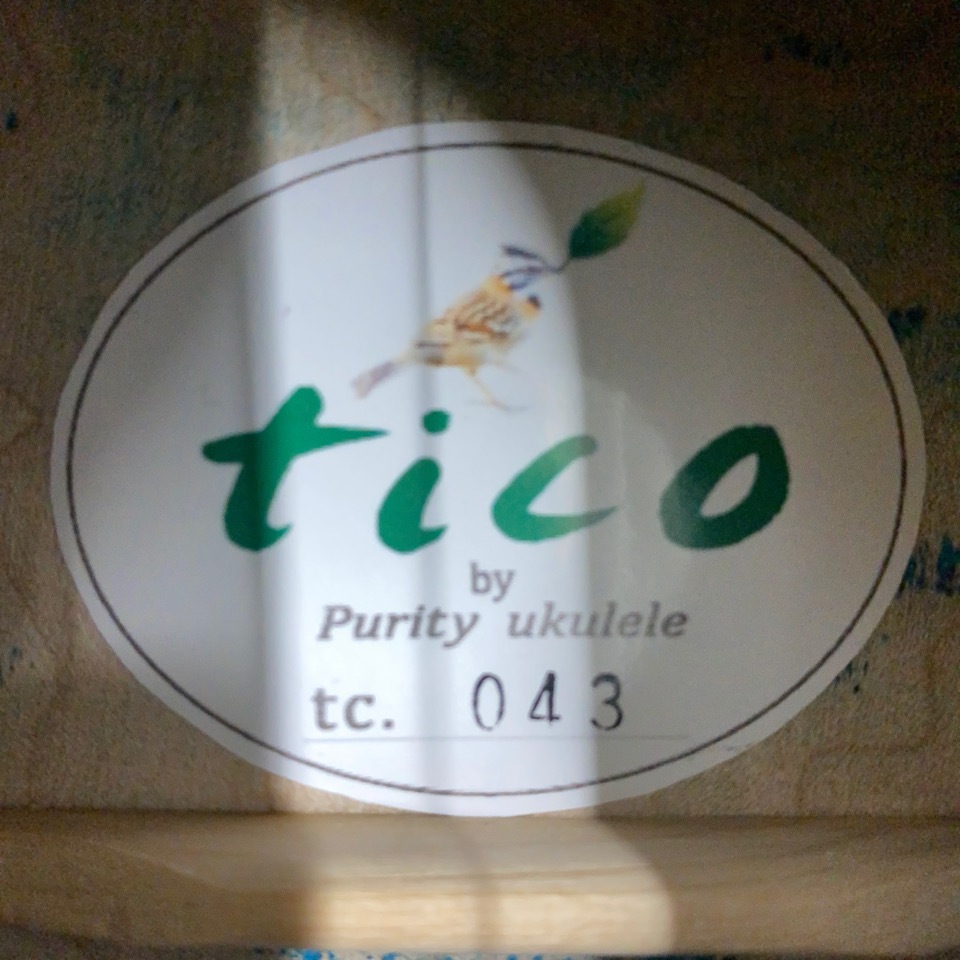 tico
by
Purity ukulele
tc. 043